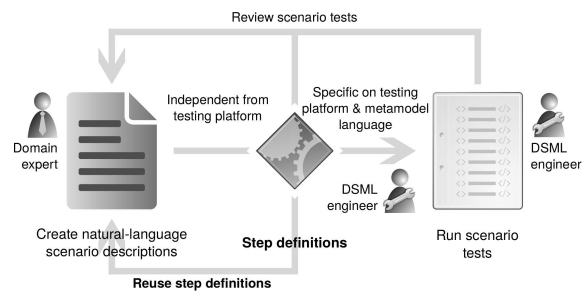 Review scenario tests
Independent from
testing platform
Specific on testing
platform & metamodel
language
Domain
expert
DSML
engineer
DSML
engineer
Create natural-language
scenario descriptions
Step definitions
Run scenario
tests
Reuse step definitions